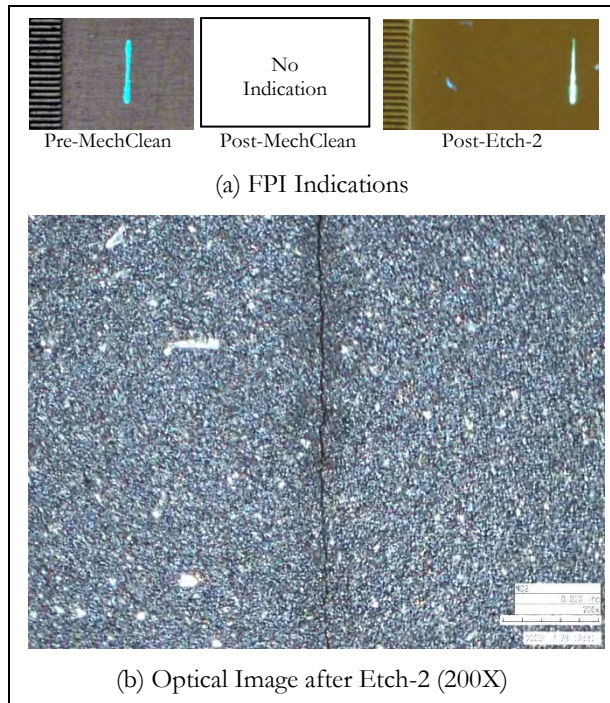 No
Indication
Pre-MechClean Post-MechClean Post-Etch-2
(a) FPI Indications
200x
(b) Optical Image after Etch-2 (200X)